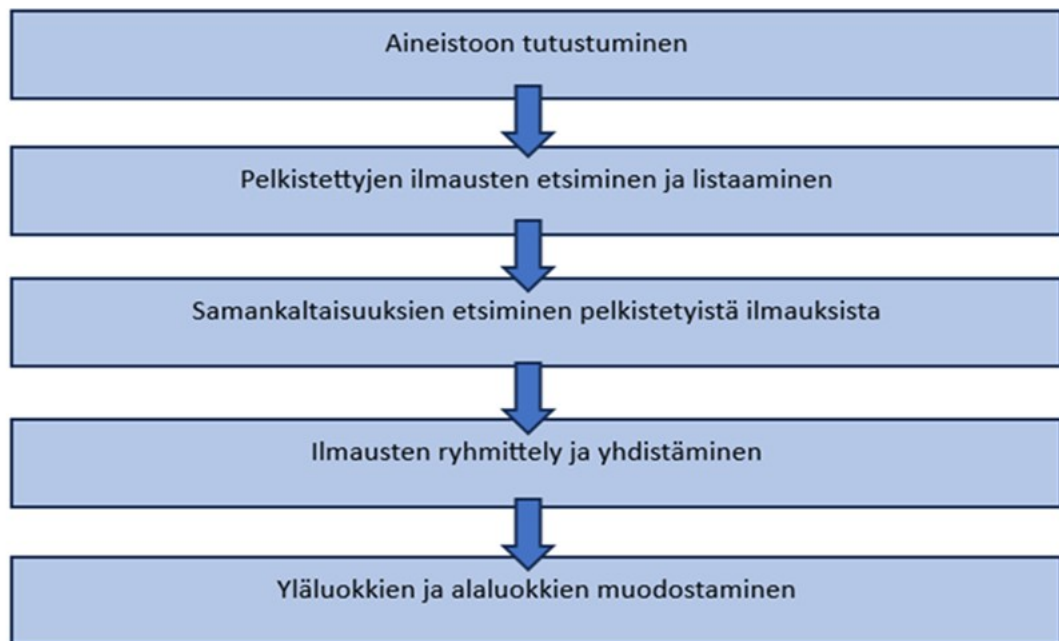 Aineistoon tutustuminen
Pelkistettyjen ilmausten etsiminen ja listaaminen
Samankaltaisuuksien etsiminen pelkistetyistä ilmauksista
Ilmausten ryhmittely ja yhdistäminen
Yläluokkien ja alaluokkien muodostaminen